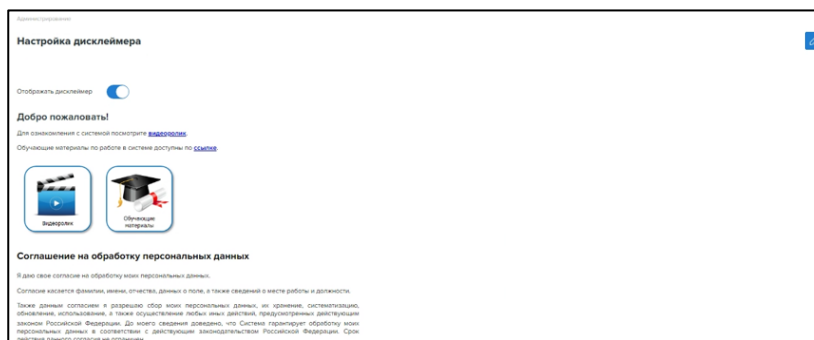 Администрирование
Настройка дисклеймера
Отображать дисклеймер
Добро пожаловать!
Для ознакомления с системой посмотрите видеоролик.
Обучающие материалы по работе в системе доступны по ссылке.
Видеоролик
Обучающие
материалы
Соглашение на обработку персональных данных
Я даю свое согласие на обработку моих персональных данных.
Согласие касается фамилии, имени, отчества, данных о поле, а также сведений о месте работы и должности.
Также данным согласием я разрешаю сбор моих персональных данных, их хранение, систематизацию,
обновление, использование, а также осуществление любых иных действий, предусмотренных действующим
законом Российской Федерации. До моего сведения доведено, что Система гарантирует обработку моих
персональных данных в соответствии с действующим законодательством Российской Федерации. Срок
действия данного согласия не ограничен.